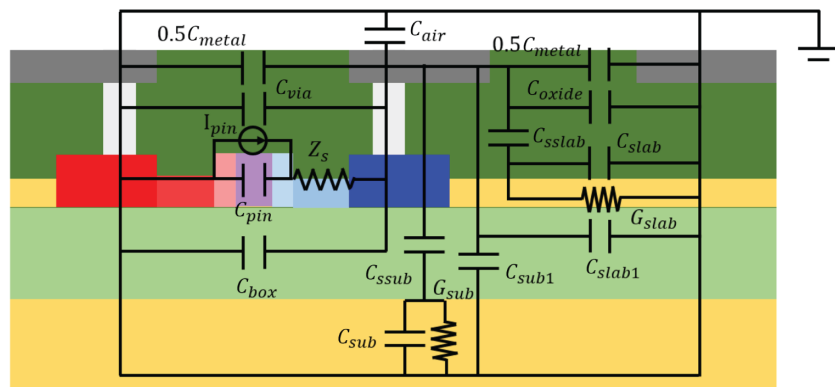 C_air
0.5C_metal
0.5C_metal
C_via
C_oxide
I_pin
C_sslab
C_slab
Z_s
C_pin
G_slab
C_box
C_ssub
C_sub1
C_slab1
G_sub
C_sub